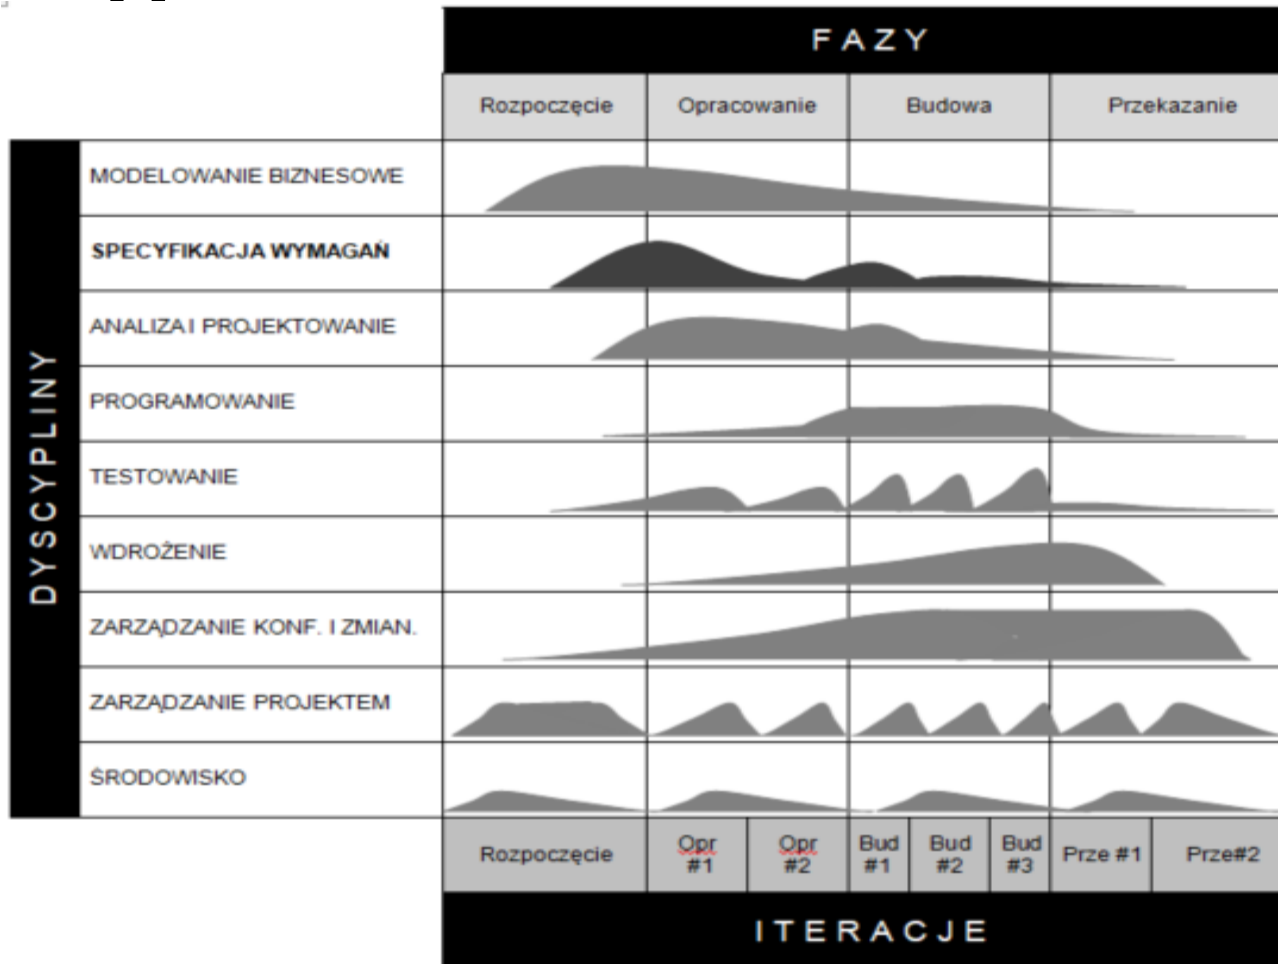 FAZY
Rozpoczęcie Opracowanie Budowa Przekazanie
DYSCYPLINY
MODELOWANIE BIZNESOWE
SPECYFIKACJA WYMAGAŃ
ANALIZA I PROJEKTOWANIE
PROGRAMOWANIE
TESTOWANIE
WDROŻENIE
ZARZĄDZANIE KONF. I ZMIAN.
ZARZĄDZANIE PROJEKTEM
ŚRODOWISKO
Rozpoczęcie
Opr
#1
Opr
#2
Bud
#1
Bud
#2
Bud
#3
Prze #1
Prze#2
ITERACJE